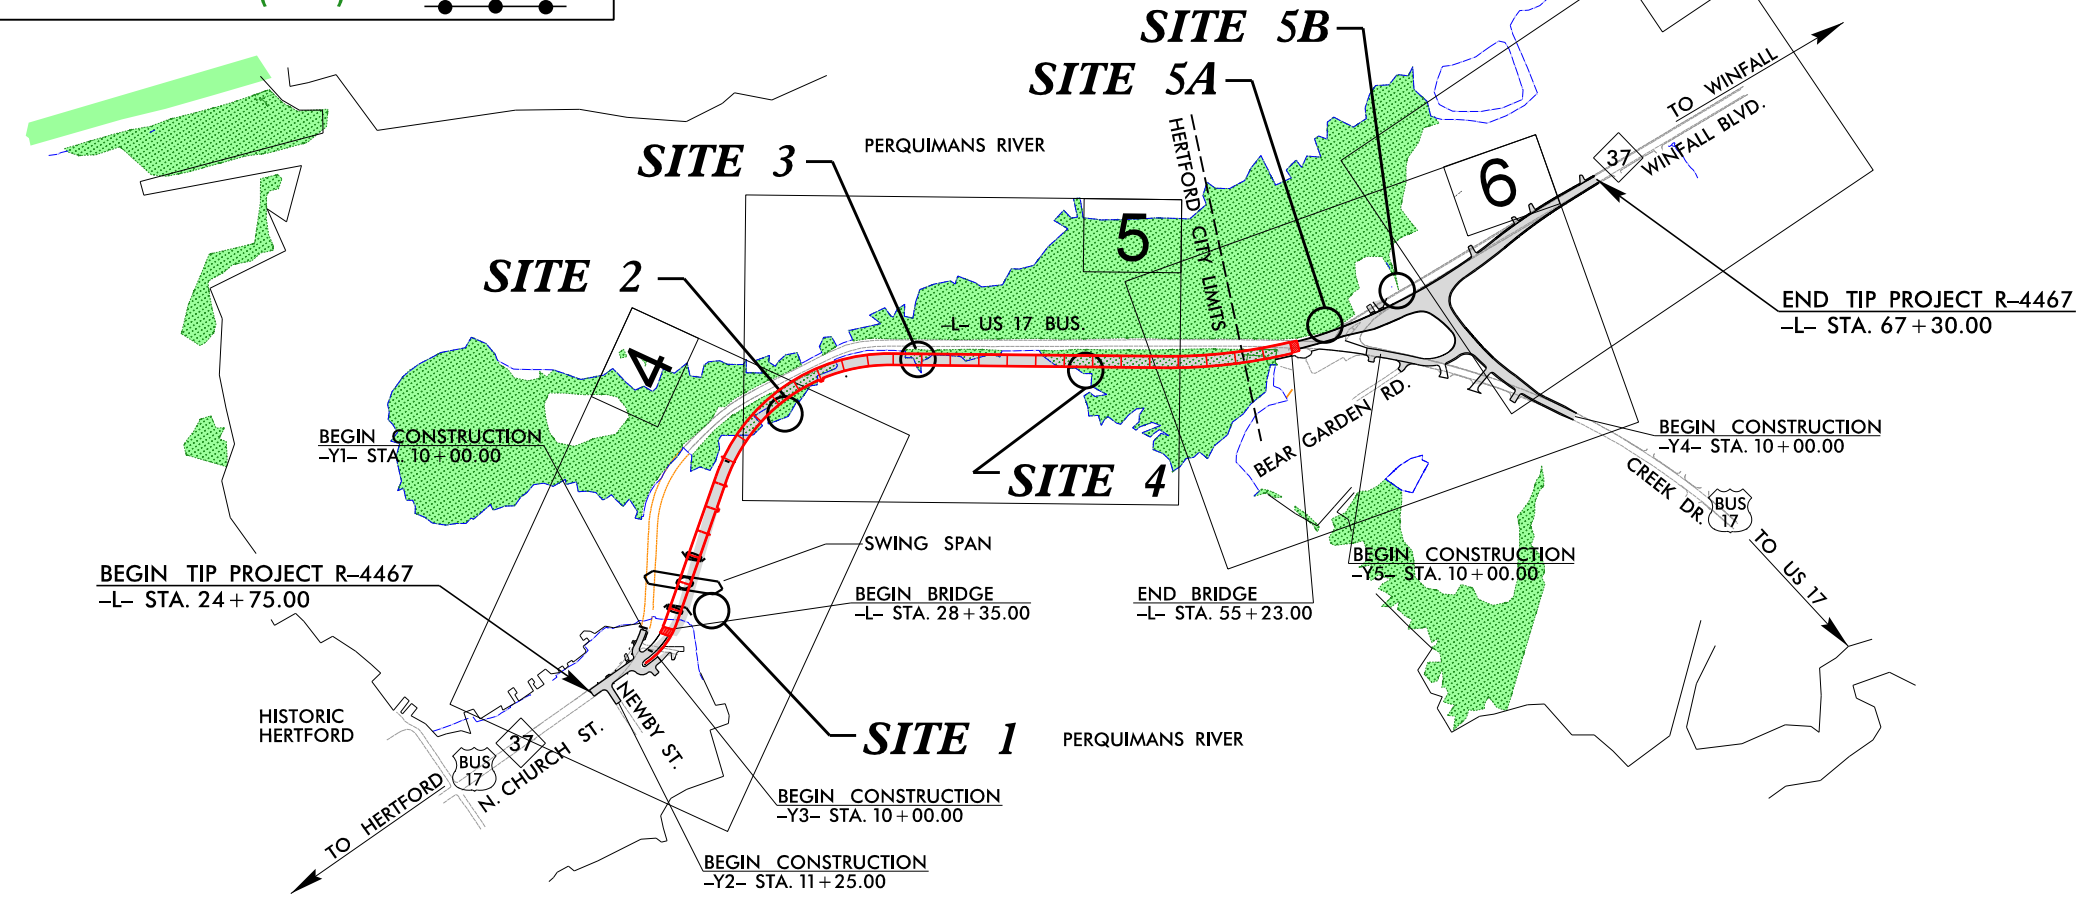 SITE 5B
SITE 5A
TO WINFALL
WINFALL BLVD.
37
HERTFORD CITY LIMITS
PERQUIMANS RIVER
SITE 3
6
5
SITE 2
END TIP PROJECT R-4467
-L- STA. 67+30.00
-L- US 17 BUS.
4
BEAR GARDEN RD.
BEGIN CONSTRUCTION
-Y1- STA. 10+00.00
BEGIN CONSTRUCTION
-Y4- STA. 10+00.00
SITE 4
CREEK DR.
BUS
17
TO US 17
SWING SPAN
BEGIN CONSTRUCTION
-Y5- STA. 10+00.00
BEGIN TIP PROJECT R-4467
-L- STA. 24+75.00
BEGIN BRIDGE
-L- STA. 28+35.00
END BRIDGE
-L- STA. 55+23.00
HISTORIC
HERTFORD
NEWBY ST.
SITE 1
PERQUIMANS RIVER
37
BUS
17
N. CHURCH ST.
TO HERTFORD
BEGIN CONSTRUCTION
-Y3- STA. 10+00.00
BEGIN CONSTRUCTION
-Y2- STA. 11+25.00